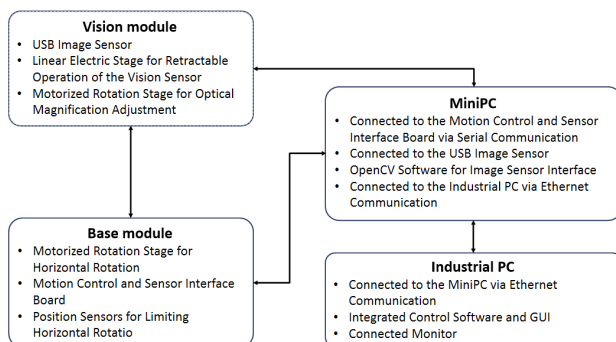 Vision module
• USB Image Sensor
• Linear Electric Stage for Retractable
Operation of the Vision Sensor
• Motorized Rotation Stage for Optical
Magnification Adjustment
MiniPC
• Connected to the Motion Control and Sensor
Interface Board via Serial Communication
• Connected to the USB Image Sensor
• OpenCV Software for Image Sensor Interface
• Connected to the Industrial PC via Ethernet
Communication
Base module
• Motorized Rotation Stage for
Horizontal Rotation
• Motion Control and Sensor Interface
Board
• Position Sensors for Limiting
Horizontal Rotatio
Industrial PC
• Connected to the MiniPC via Ethernet
Communication
• Integrated Control Software and GUI
• Connected Monitor